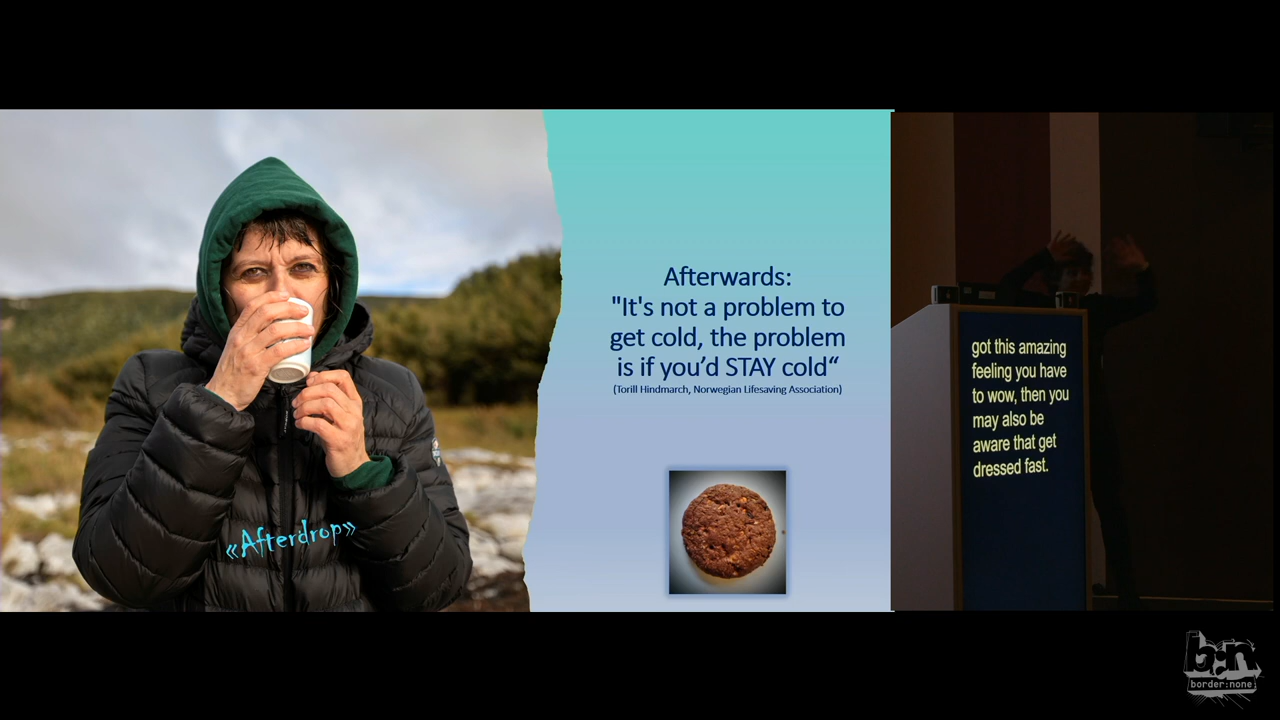 Afterwards:
"It's not a problem to
get cold, the problem
is if you’d STAY cold“
(Torill Hindmarch, Norwegian Lifesaving Association)
«Afterdrop»
got this amazing
feeling you have
to wow, then you
may also be
aware that get
dressed fast.
b:n
border:none